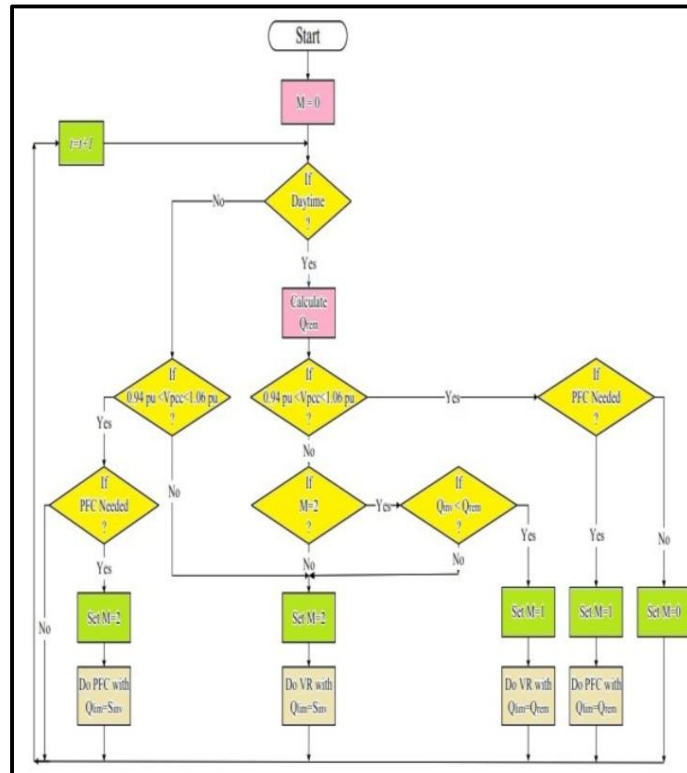 Start
M = 0
t=t+1
If
Daytime
?
No
Yes
Calculate
Qrem
If
0.94 pu <Vpcc<1.06 pu
?
If
0.94 pu <Vpcc<1.06 pu
?
Yes
If
PFC Needed
?
Yes
No
No
If
PFC Needed
?
If
M=2
?
Yes
If
Qinv<Qrem
?
Yes
Yes
No
Yes
No
No
No
Set M=2
Set M=2
Set M=1
Set M=1
Set M=0
Do PFC with
Qlim=Sinv
Do VR with
Qlim=Sinv
Do VR with
Qlim=Qrem
Do PFC with
Qlim=Qrem